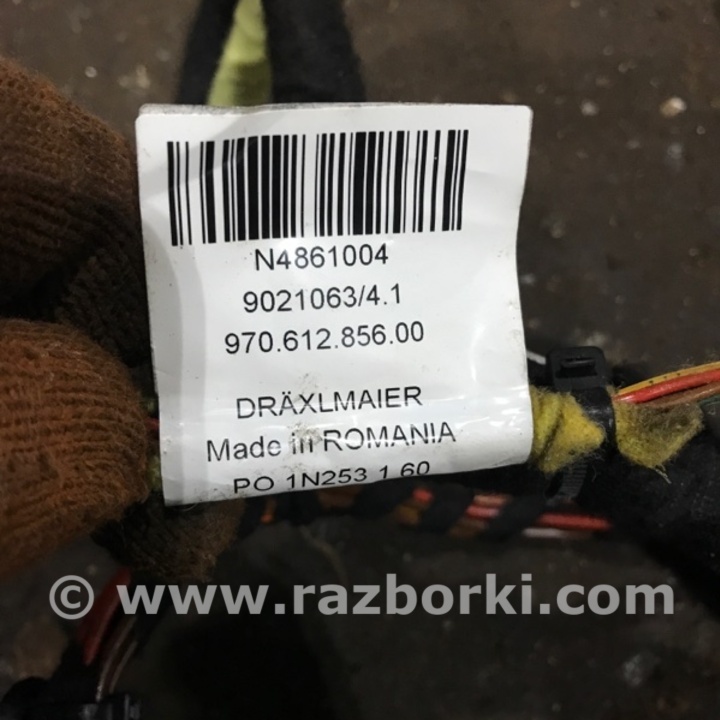 N4861004
9021063/4.1
970.612.856.00
DRÄXLMAIER
Made in ROMANIA
PO 1N253 1 60
© www.razborki.com